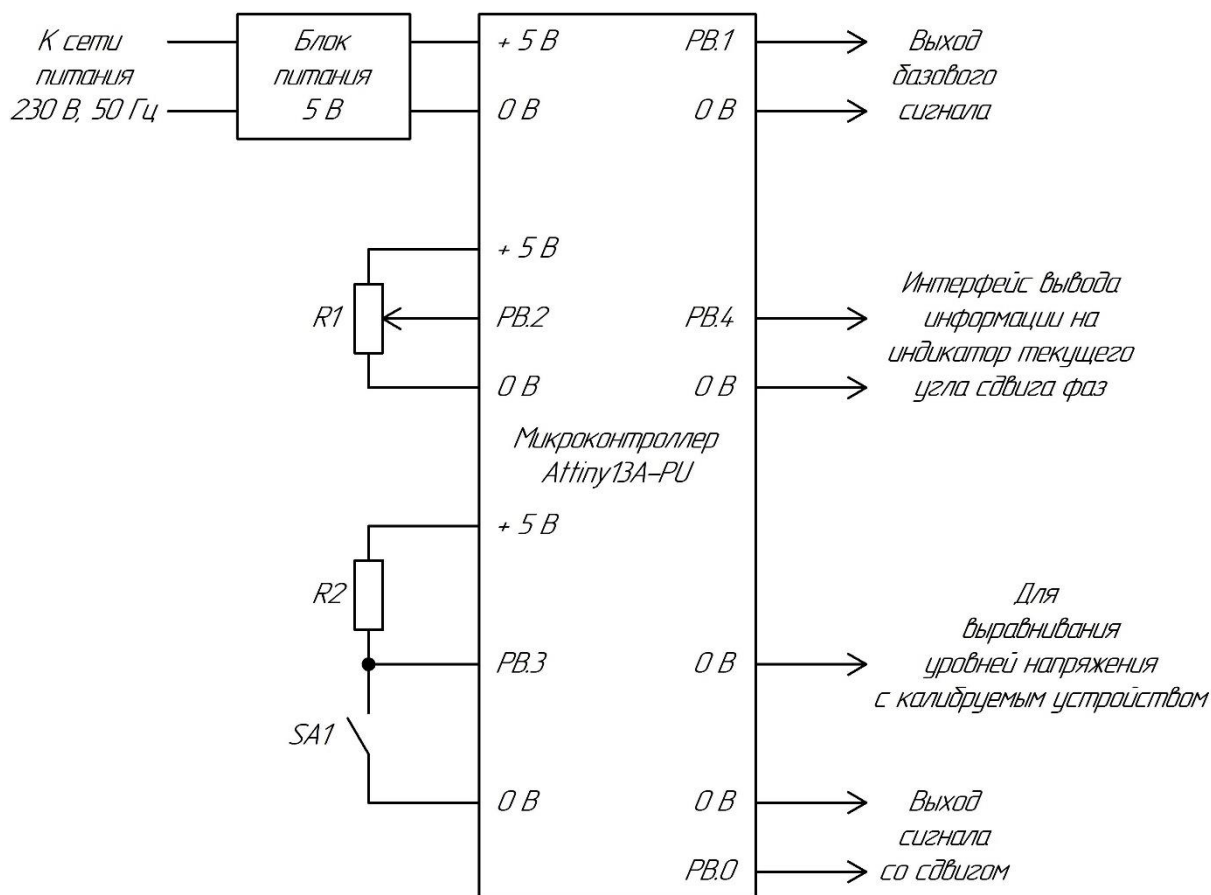 К сети
питания
230 В, 50 Гц
Блок
питания
5 В
+ 5 В
0 В
PB.1
0 В
Выход
базового
сигнала
+ 5 В
R1
PB.2
0 В
PB.4
0 В
Интерфейс вывода
информации на
индикатор текущего
угла сдвига фаз
Микроконтроллер
Attiny13A-PU
+ 5 В
R2
PB.3
SA1
0 В
0 В
Для
выравнивания
уровней напряжения
с калибруемым устройством
0 В
PB.0
Выход
сигнала
со сдвигом